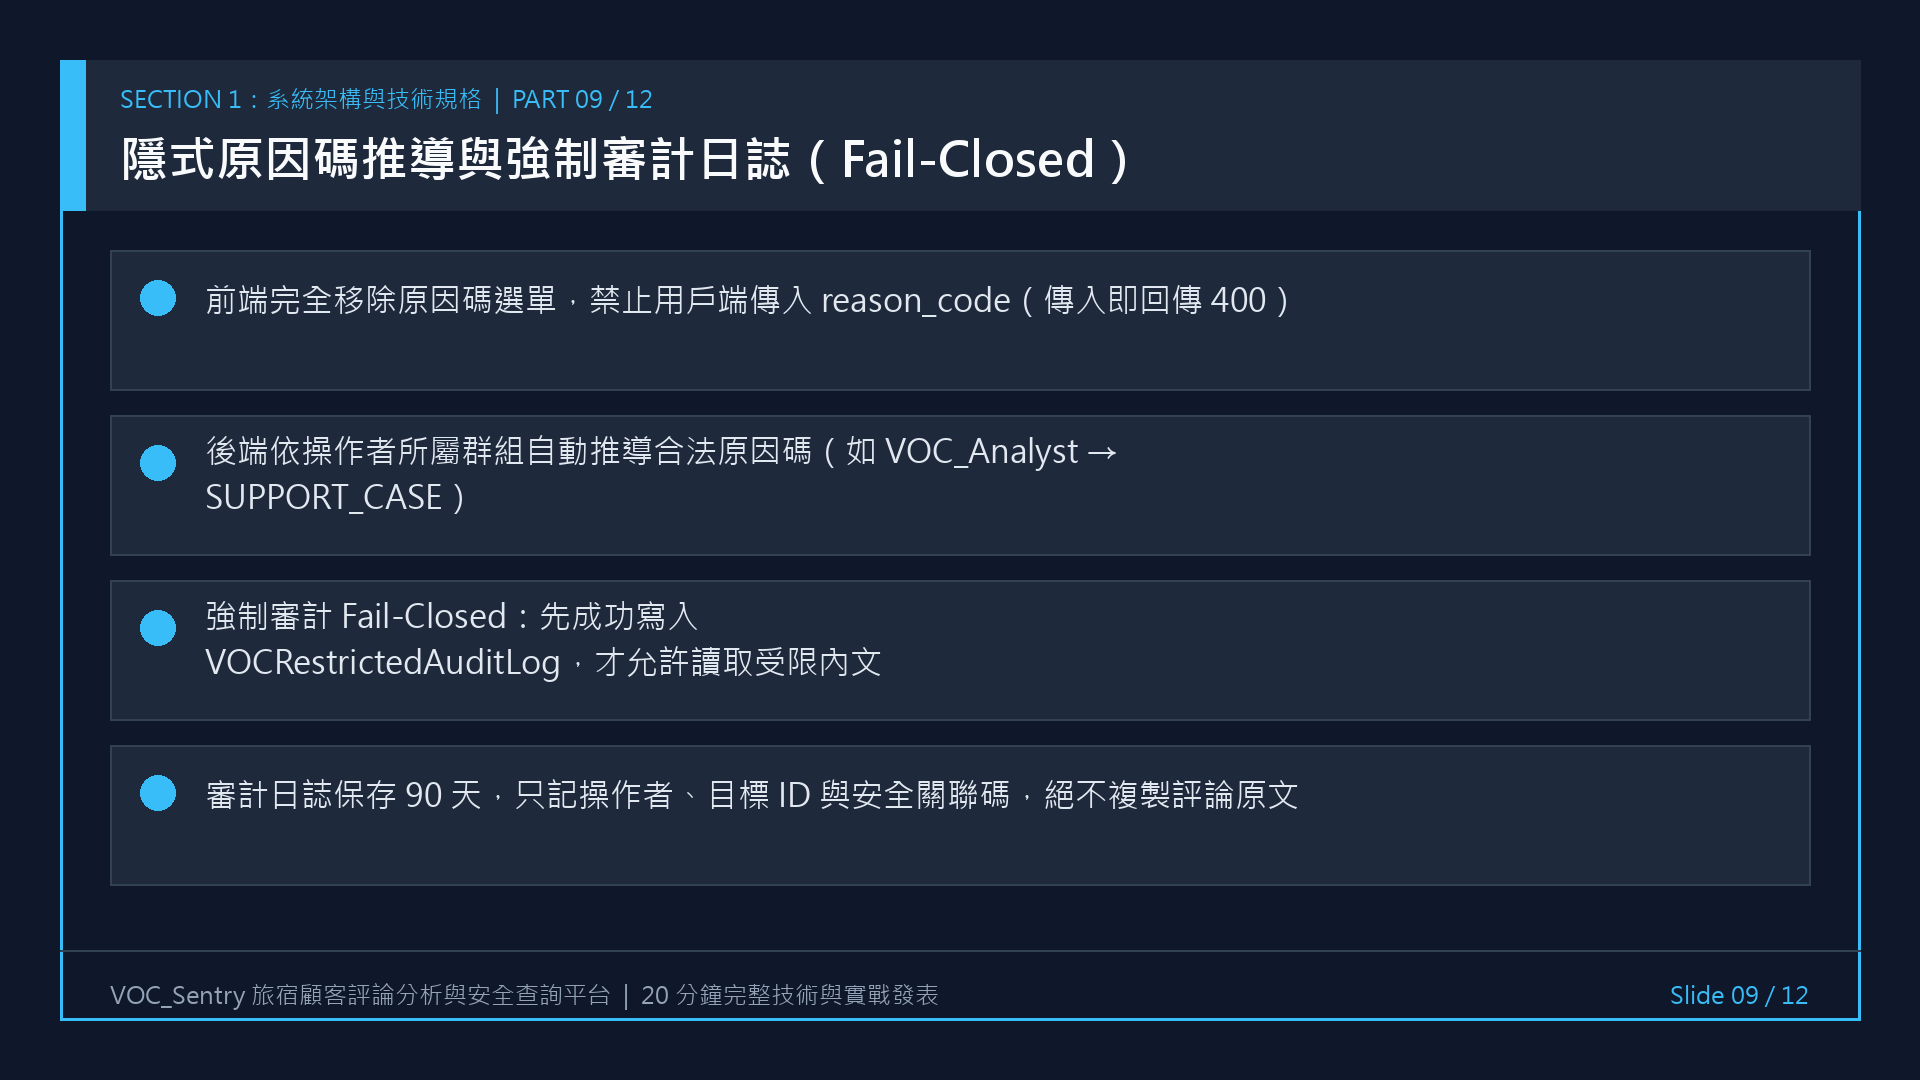 SECTION 1：系統架構與技術規格 | PART 09 / 12
隱式原因碼推導與強制審計日誌（Fail-Closed）
前端完全移除原因碼選單，禁止用戶端傳入 reason_code（傳入即回傳 400）
後端依操作者所屬群組自動推導合法原因碼（如 VOC_Analyst →
SUPPORT_CASE）
強制審計 Fail-Closed：先成功寫入
VOCRestrictedAuditLog，才允許讀取受限內文
審計日誌保存 90 天，只記操作者、目標 ID 與安全關聯碼，絕不複製評論原文
VOC_Sentry 旅宿顧客評論分析與安全查詢平台 | 20 分鐘完整技術與實戰發表
Slide 09 / 12